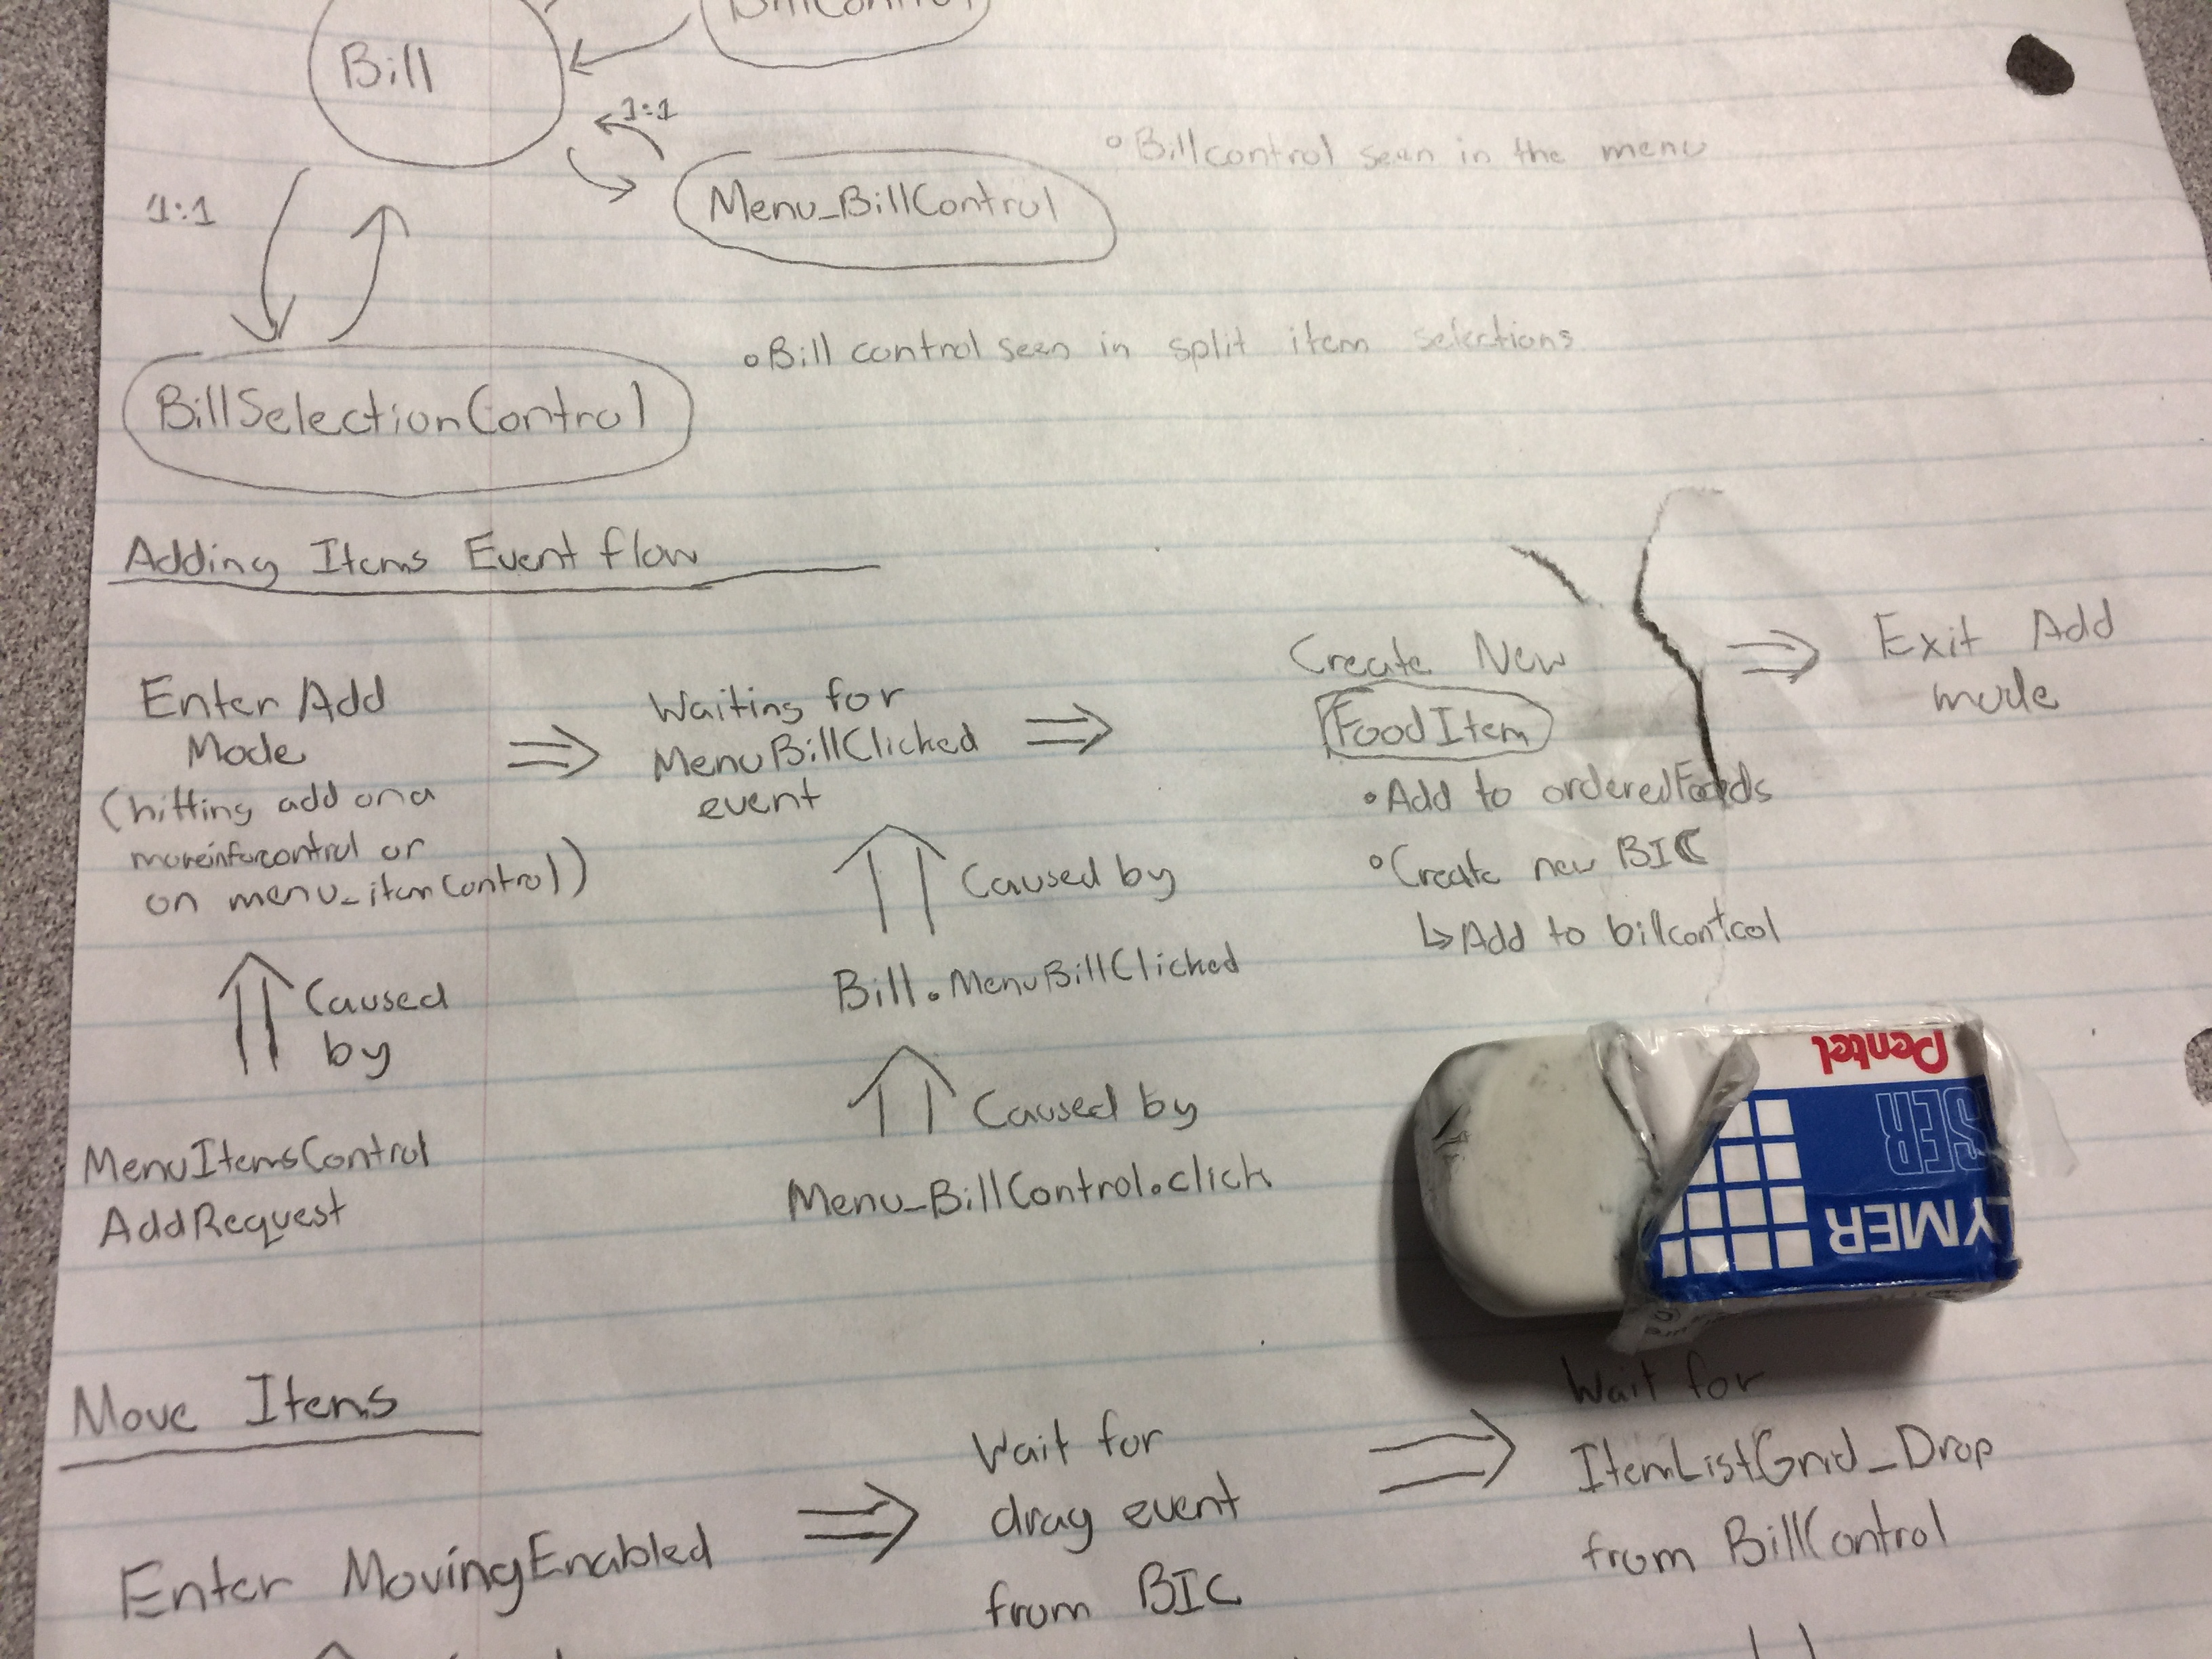 Bill
1:1
1:1
Menu_BillControl
Billcontrol seen in the menu
BillSelectionControl
Bill control seen in split item selections
Adding Items Event flow
Enter Add
Mode
(hitting add on a
moreinfocontrol or
on menu_itemControl)
Caused
by
MenuItemsControl
AddRequest
Waiting for
MenuBillClicked
event
Caused by
Bill.MenuBillClicked
Caused by
Menu_BillControl.click
Create New
FoodItem
Add to orderedFoods
Create new BIC
Add to billcontrol
Exit Add
mode
Move Items
Enter MovingEnabled
Wait for
drag event
from BIC
Wait for
ItemListGrid_Drop
from BillControl
Pentel
SER
LYMER